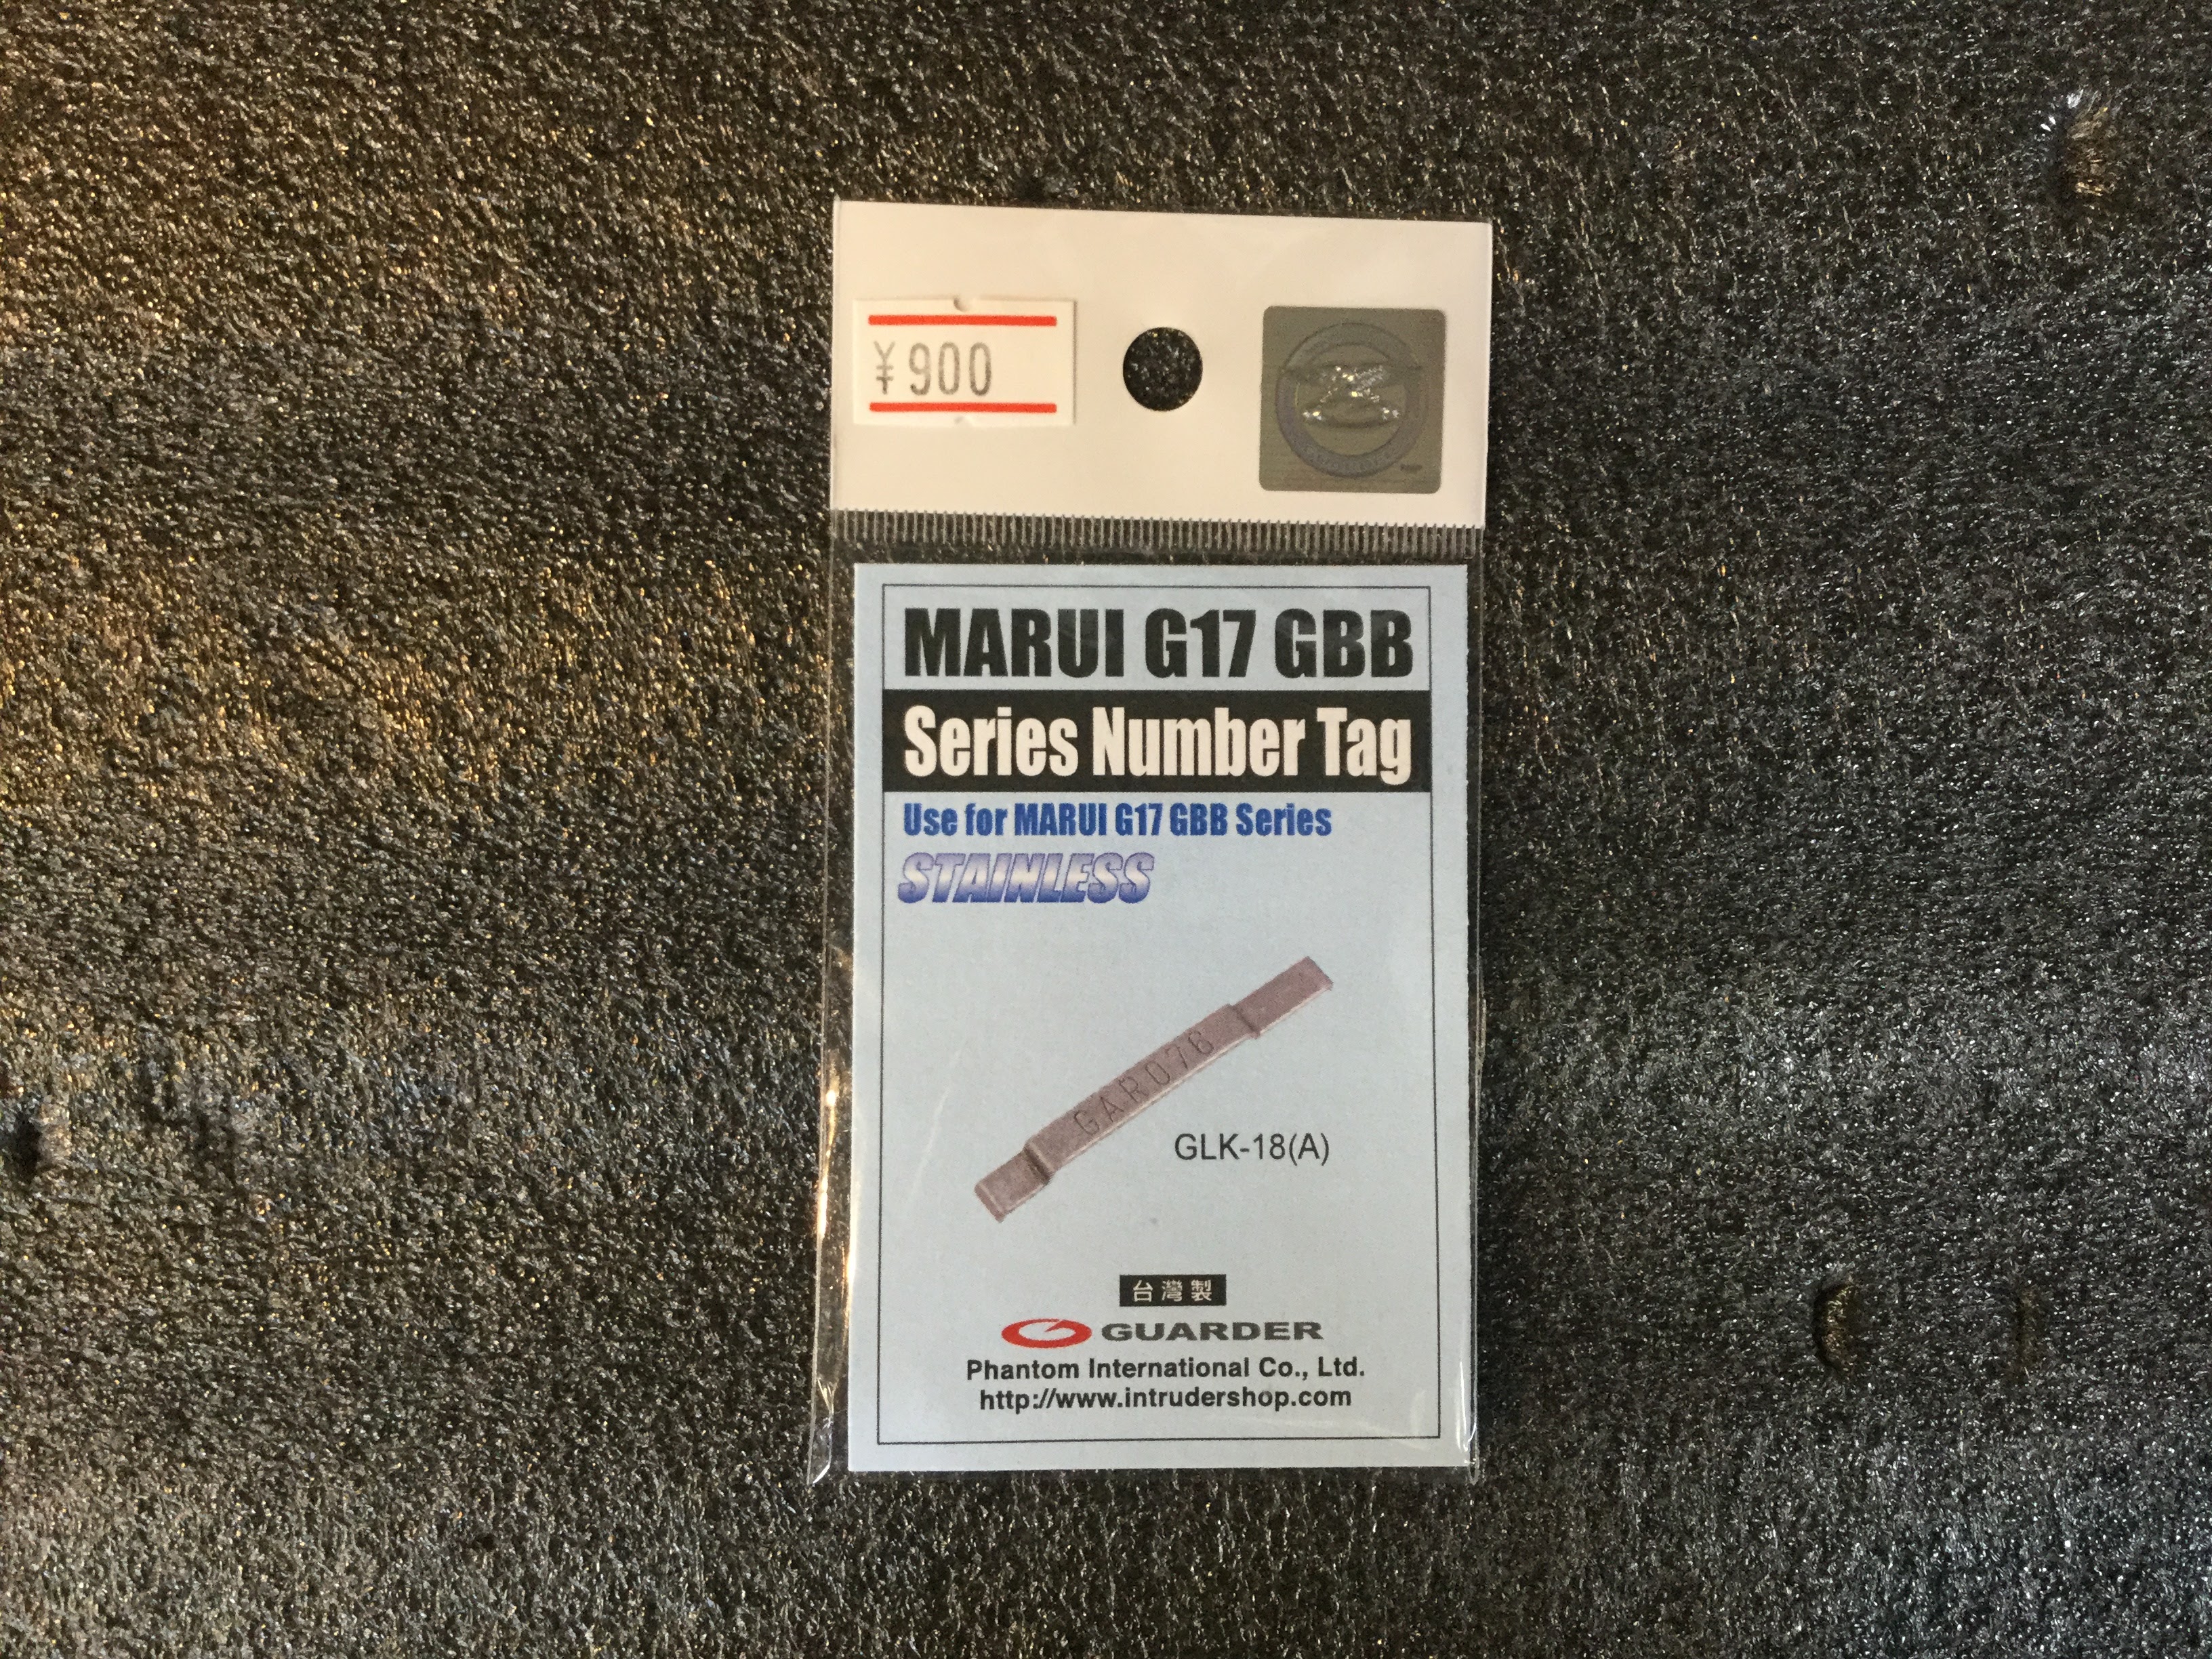 ¥900
MARUI G17 GBB
Series Number Tag
Use for MARUI G17 GBB Series
STAINLESS
GAR076
GLK-18(A)
台灣製
GUARDER
Phantom International Co., Ltd.
http://www.intrudershop.com